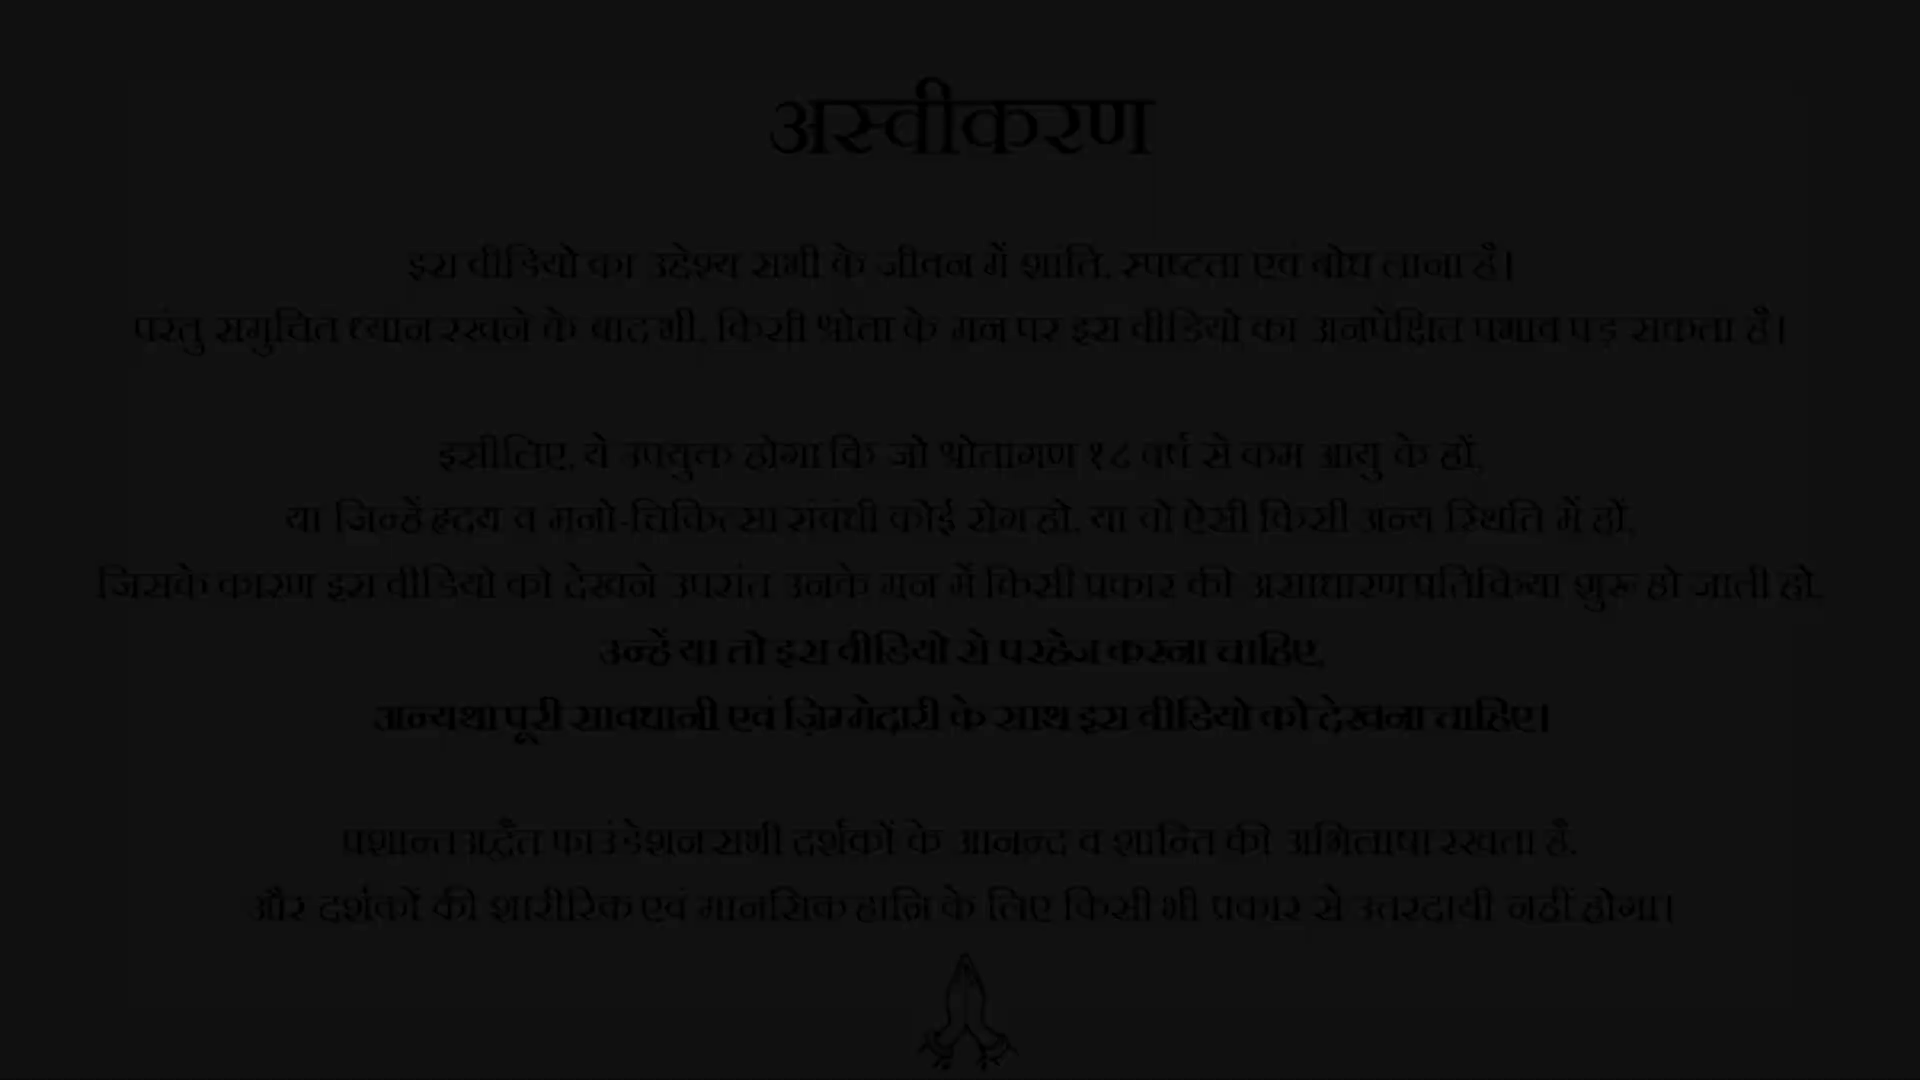 अस्वीकरण
इस वीडियो का उद्देश्य सभी के जीवन में शांति, स्पष्टता एवं बोध लाना है।
परंतु समुचित ध्यान रखने के बाद भी, किसी श्रोता के मन पर इस वीडियो का अनपेक्षित प्रभाव पड़ सकता है।
इसीलिए, ये उपयुक्त होगा कि जो श्रोतागण १८ वर्ष से कम आयु के हों,
या जिन्हें हृदय व मनो-चिकित्सा संबंधी कोई रोग हो, या वो ऐसी किसी अन्य स्थिति में हों,
जिसके कारण इस वीडियो को देखने उपरांत उनके मन में किसी प्रकार की असाधारण प्रतिक्रिया शुरू हो जाती हो,
उन्हें या तो इस वीडियो से परहेज करना चाहिए,
अन्यथा पूरी सावधानी एवं ज़िम्मेदारी के साथ इस वीडियो को देखना चाहिए।
प्रशान्तअद्वैत फाउंडेशन सभी दर्शकों के आनन्द व शान्ति की अभिलाषा रखता है,
और दर्शकों की शारीरिक एवं मानसिक हानि के लिए किसी भी प्रकार से उत्तरदायी नहीं होगा।